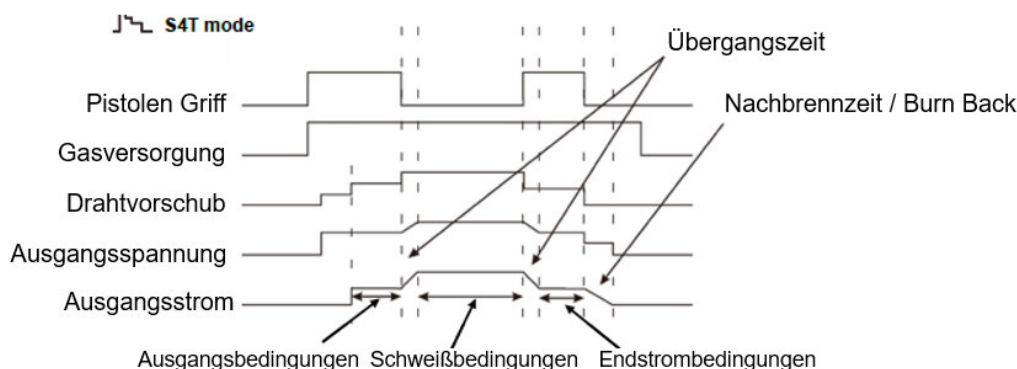 S4T mode
Übergangszeit
Pistolen Griff
Nachbrennzeit / Burn Back
Gasversorgung
Drahtvorschub
Ausgangsspannung
Ausgangsstrom
Ausgangsbedingungen Schweißbedingungen Endstrombedingungen